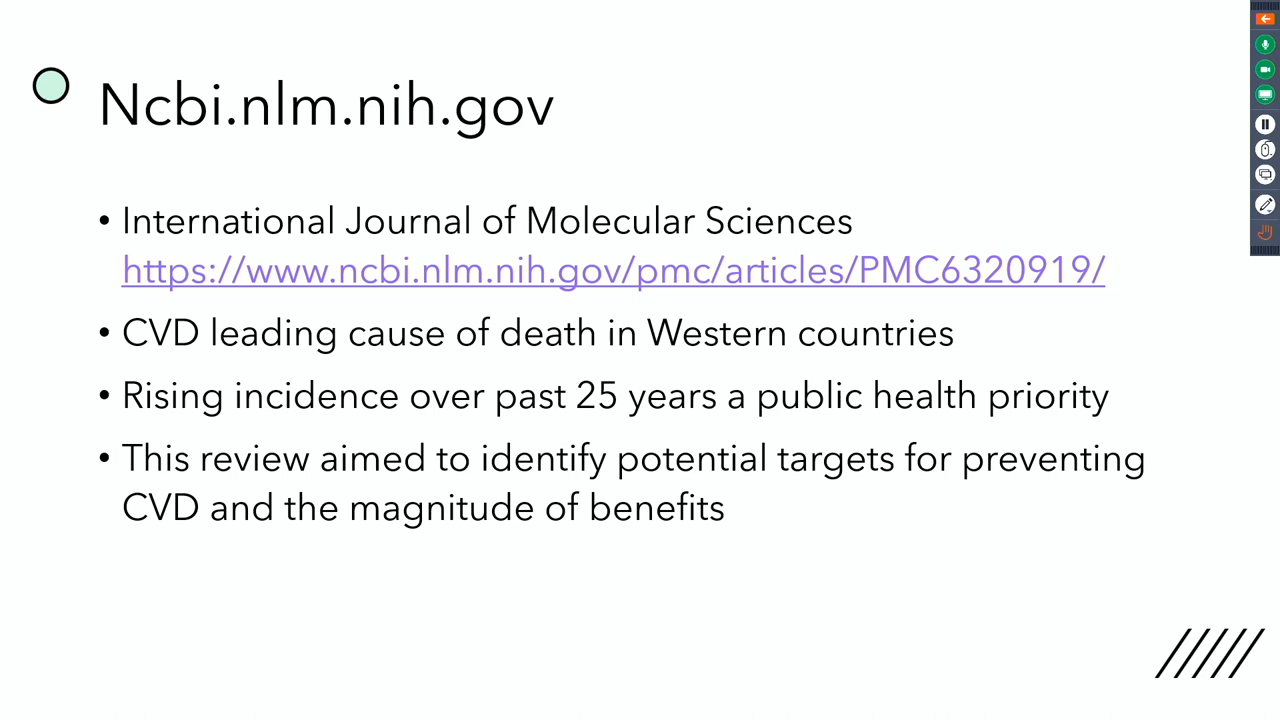 Ncbi.nlm.nih.gov
• International Journal of Molecular Sciences
https://www.ncbi.nlm.nih.gov/pmc/articles/PMC6320919/
• CVD leading cause of death in Western countries
• Rising incidence over past 25 years a public health priority
• This review aimed to identify potential targets for preventing
CVD and the magnitude of benefits